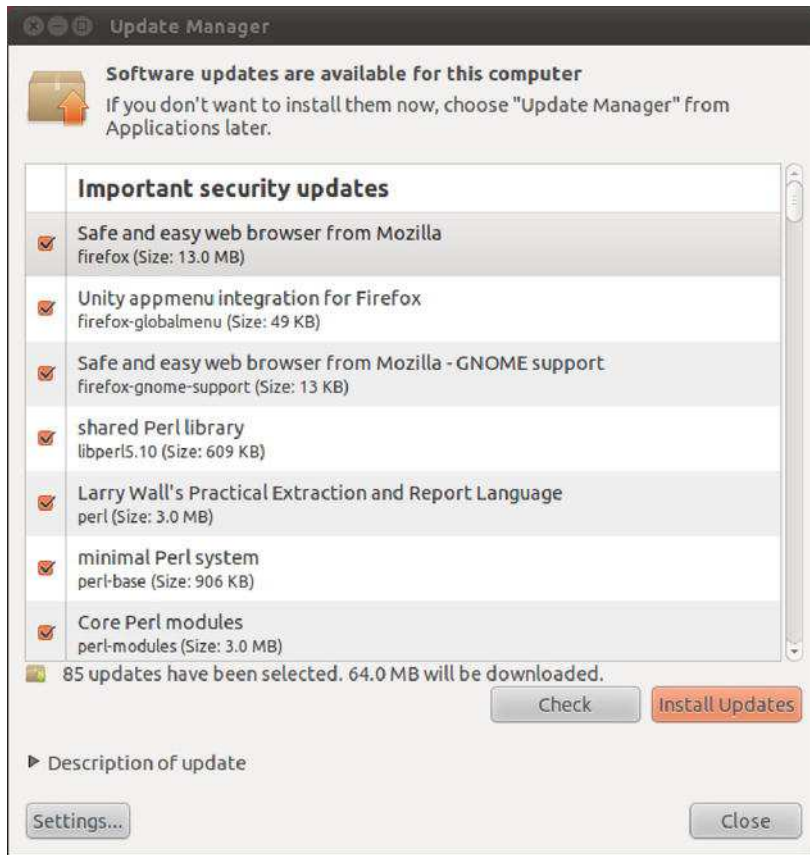 Update Manager
Software updates are available for this computer
If you don't want to install them now, choose "Update Manager" from
Applications later.
Important security updates
Safe and easy web browser from Mozilla
firefox (Size: 13.0 MB)
Unity appmenu integration for Firefox
firefox-globalmenu (Size: 49 KB)
Safe and easy web browser from Mozilla - GNOME support
firefox-gnome-support (Size: 13 KB)
shared Perl library
libperl5.10 (Size: 609 KB)
Larry Wall's Practical Extraction and Report Language
perl (Size: 3.0 MB)
minimal Perl system
perl-base (Size: 906 KB)
Core Perl modules
perl-modules (Size: 3.0 MB)
85 updates have been selected. 64.0 MB will be downloaded.
Check
Install Updates
Description of update
Settings...
Close